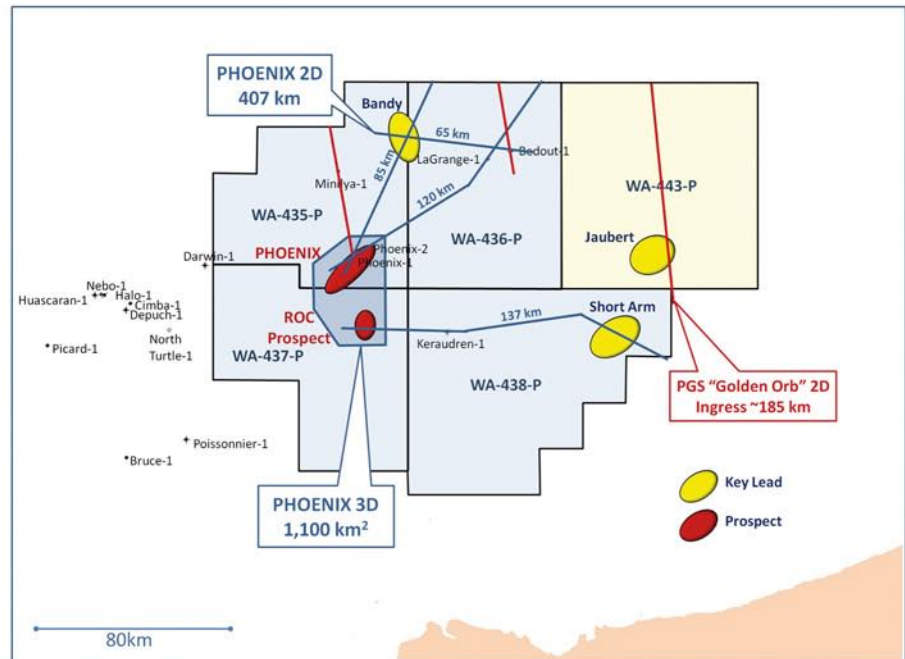 PHOENIX 2D
407 km
Bandy
65 km
LaGrange-1
Bedout-1
85 km
Minilya-1
120 km
WA-443-P
WA-435-P
WA-436-P
Jaubert
Darwin-1
PHOENIX
Phoenix-2
Phoenix-1
Nebo-1
Huascaran-1
Halo-1
Cimba-1
Depuch-1
North
Turtle-1
Picard-1
ROC
Prospect
WA-437-P
Short Arm
137 km
Keraudren-1
WA-438-P
PGS "Golden Orb" 2D
Ingress ~185 km
Poissonnier-1
Bruce-1
PHOENIX 3D
1,100 km²
Key Lead
Prospect
80km